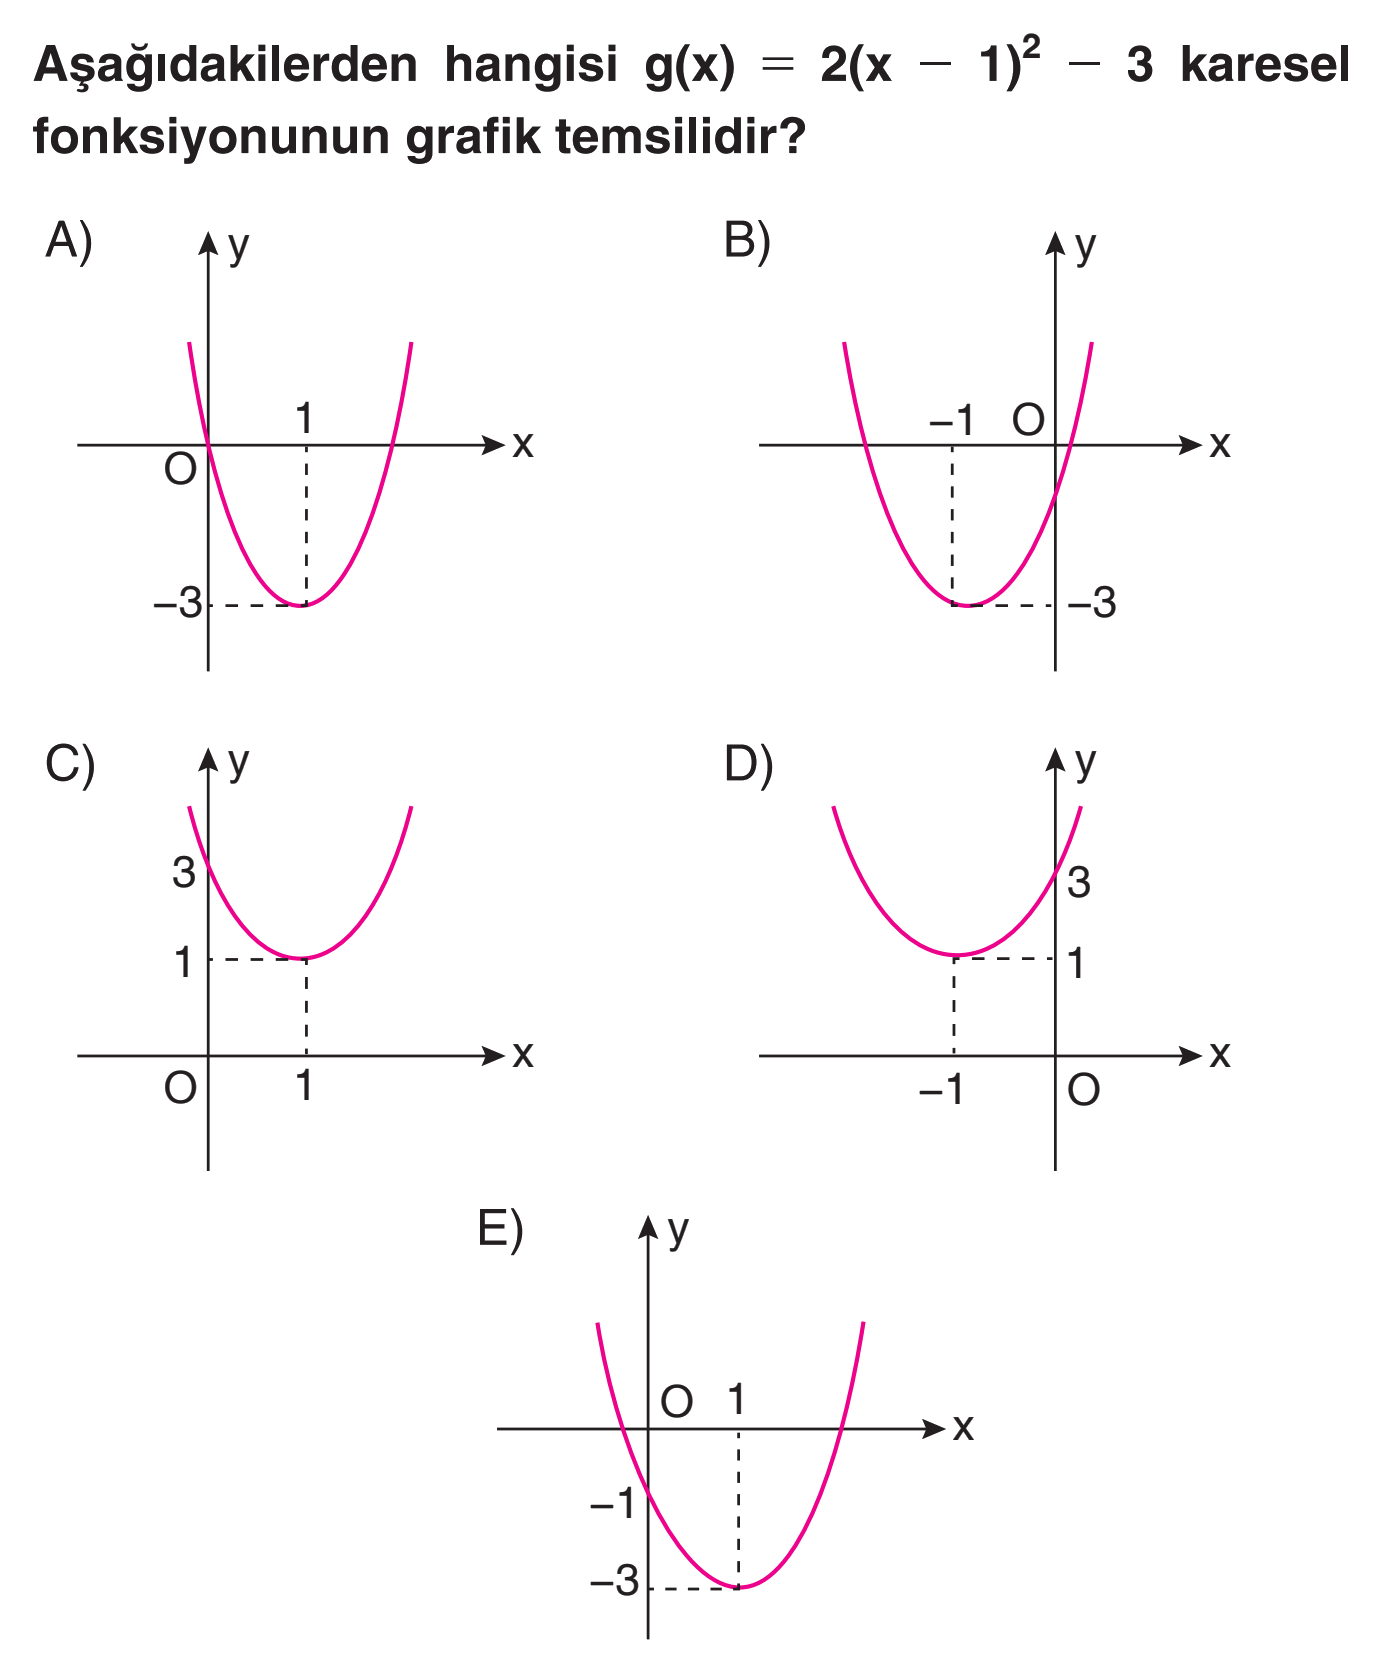 Aşağıdakilerden hangisi g(x) = 2(x − 1)² − 3 karesel
fonksiyonunun grafik temsilidir?
A)
y
1
x
O
−3
B)
y
−1
O
x
−3
C)
y
3
1
x
O
1
D)
y
3
1
x
−1
O
E)
y
O
1
x
−1
−3